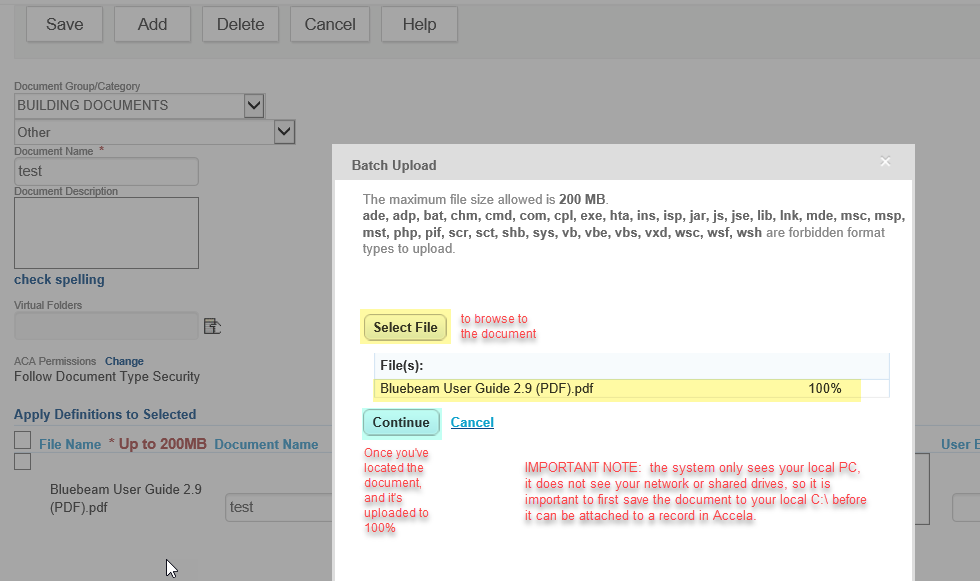 Save Add Delete Cancel Help
Document Group/Category
BUILDING DOCUMENTS
Other
Document Name *
test
Document Description
check spelling
Virtual Folders
ACA Permissions Change
Follow Document Type Security
Apply Definitions to Selected
File Name * Up to 200MB Document Name User E
Bluebeam User Guide 2.9
(PDF).pdf
test
Batch Upload ×
The maximum file size allowed is 200 MB.
ade, adp, bat, chm, cmd, com, cpl, exe, hta, ins, isp, jar, js, jse, lib, lnk, mde, msc, msp,
mst, php, pif, scr, sct, shb, sys, vb, vbe, vbs, vxd, wsc, wsf, wsh are forbidden format
types to upload.
Select File
to browse to
the document
File(s):
Bluebeam User Guide 2.9 (PDF).pdf 100%
Continue Cancel
Once you've
located the
document,
and it's
uploaded to
100%
IMPORTANT NOTE: the system only sees your local PC,
it does not see your network or shared drives, so it is
important to first save the document to your local C:\ before
it can be attached to a record in Accela.